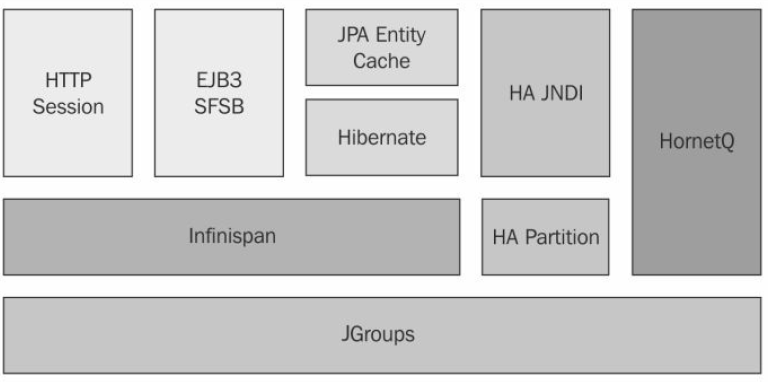 HTTP
Session
EJB3
SFSB
JPA Entity
Cache
Hibernate
HA JNDI
HornetQ
Infinispan
HA Partition
JGroups